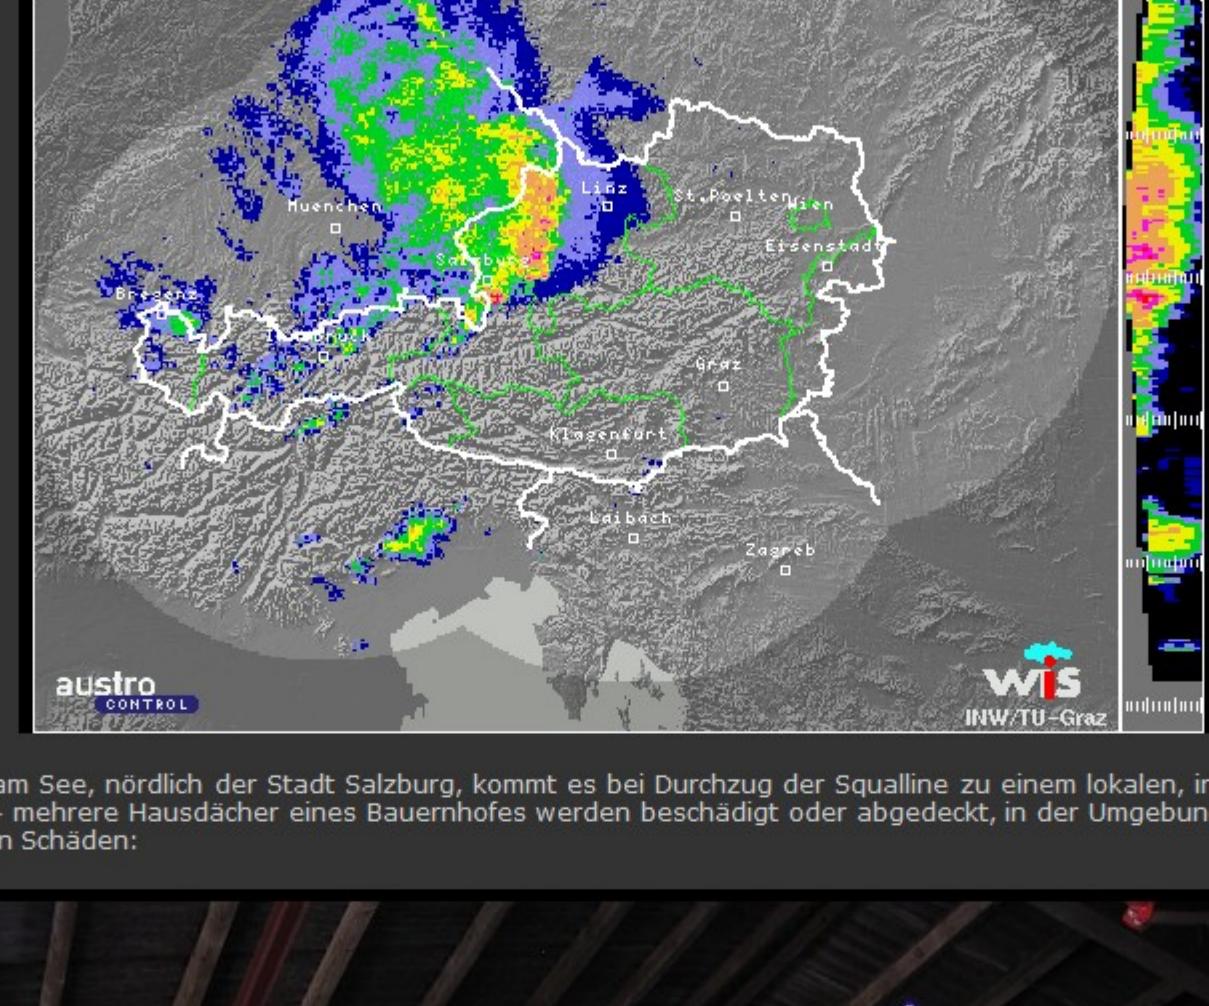 Linz
St.Poelten
Wien
Muenchen
Eisenstadt
Salzburg
Bregenz
Graz
Klagenfurt
Laibach
Zagreb
austro
CONTROL
wis
INW/TU-Graz
am See, nördlich der Stadt Salzburg, kommt es bei Durchzug der Squalline zu einem lokalen, in
- mehrere Hausdächer eines Bauernhofes werden beschädigt oder abgedeckt, in der Umgebun
n Schäden: